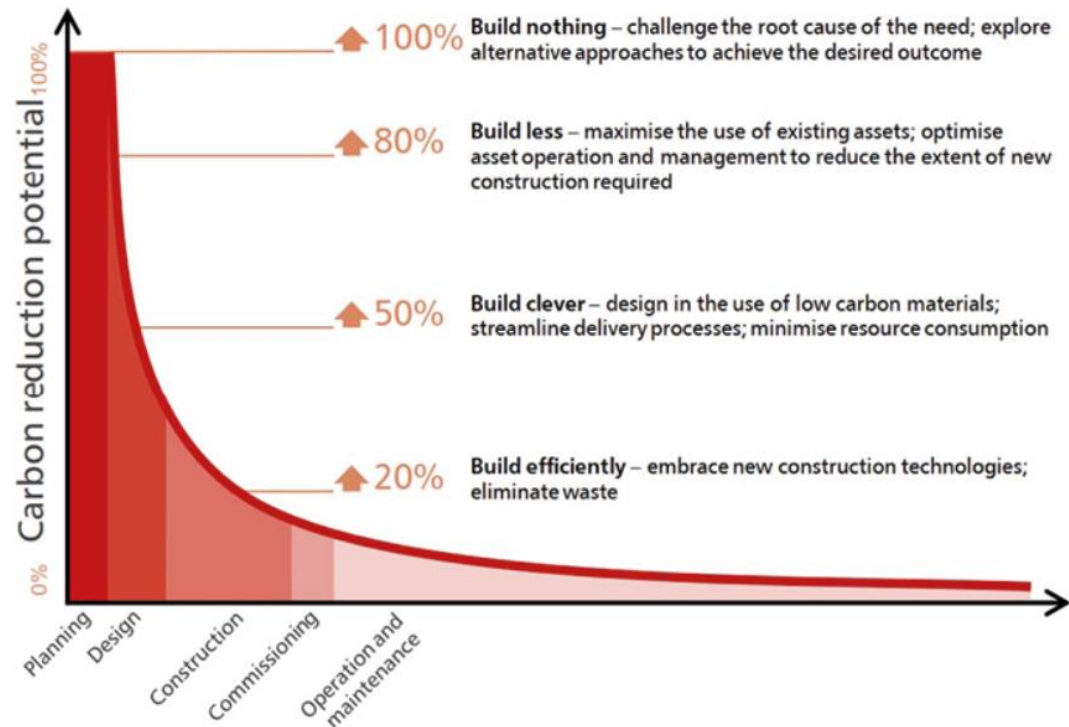 Carbon reduction potential
100%
0%
100%
Build nothing – challenge the root cause of the need; explore
alternative approaches to achieve the desired outcome
80%
Build less – maximise the use of existing assets; optimise
asset operation and management to reduce the extent of new
construction required
50%
Build clever – design in the use of low carbon materials;
streamline delivery processes; minimise resource consumption
20%
Build efficiently – embrace new construction technologies;
eliminate waste
Planning
Design
Construction
Commissioning
Operation and
maintenance